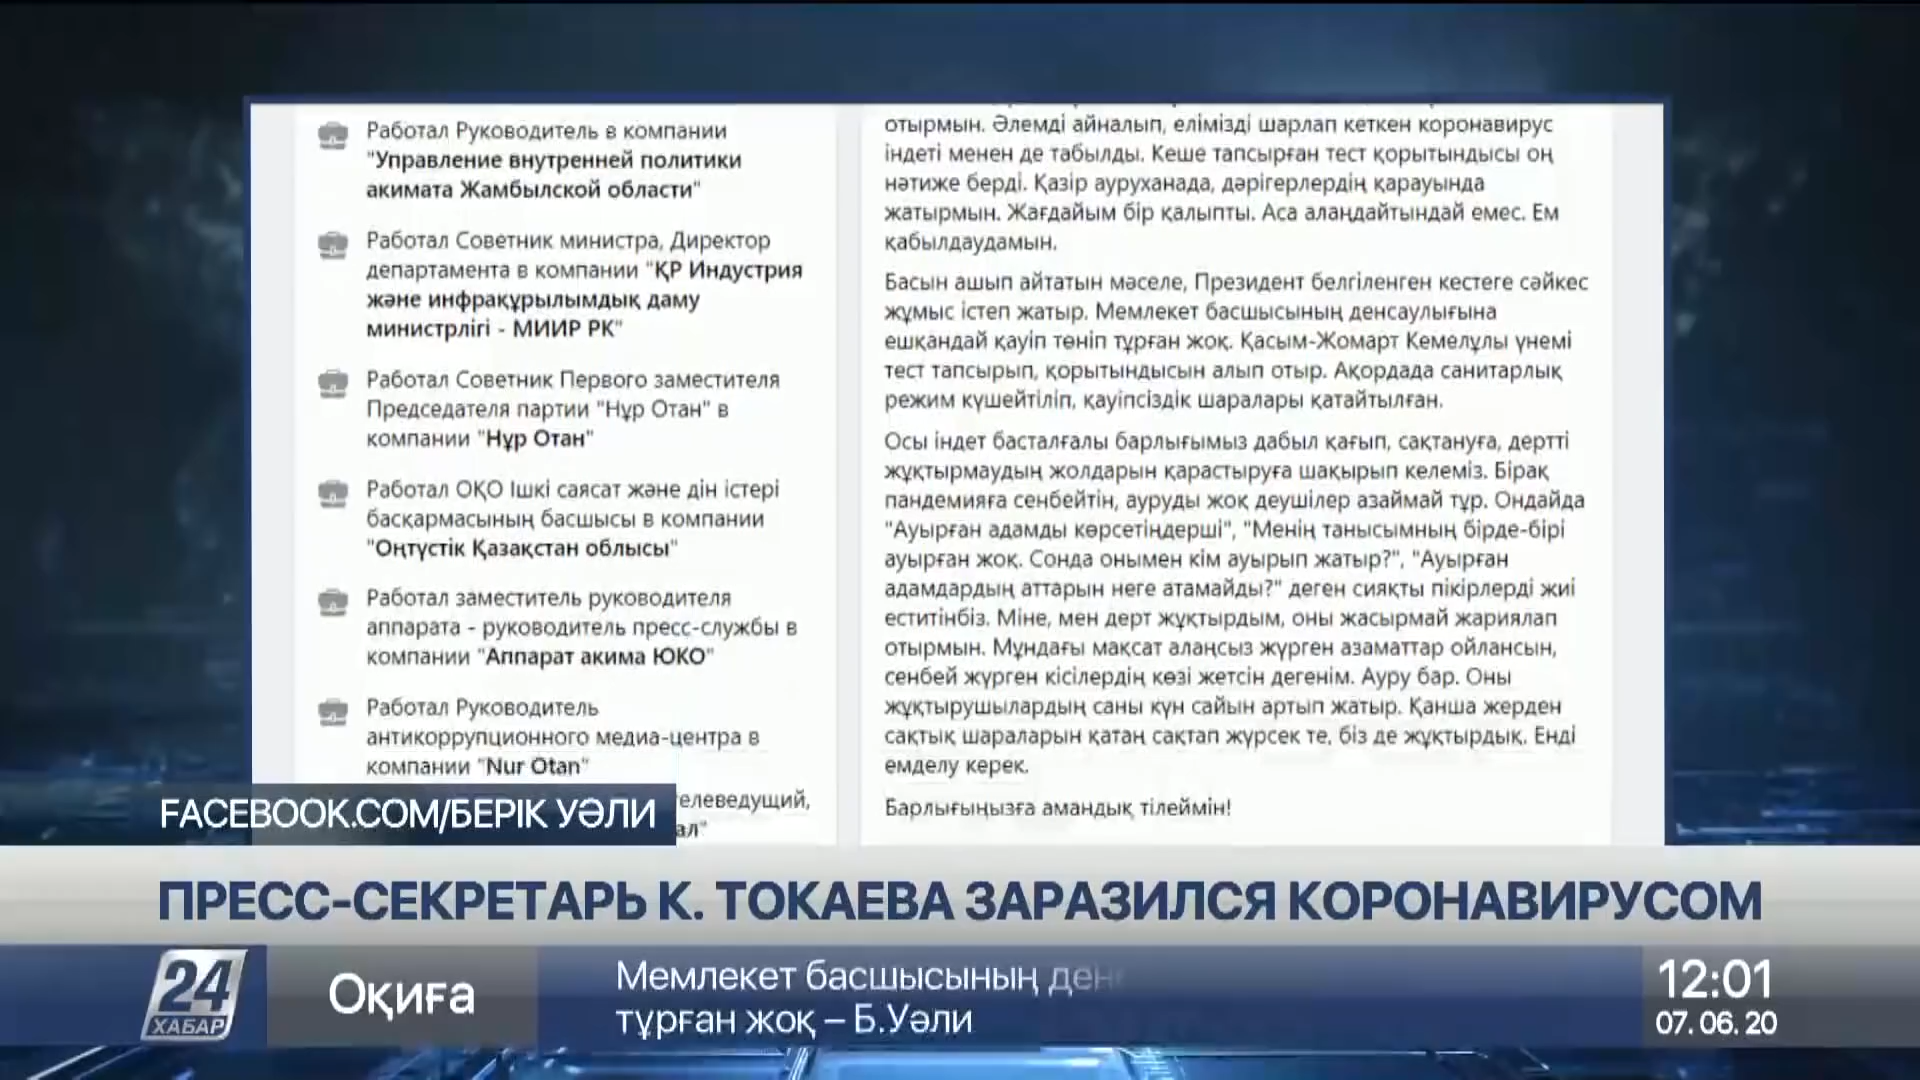 Работал Руководитель в компании
"Управление внутренней политики
акимата Жамбылской области"
Работал Советник министра, Директор
департамента в компании "ҚР Индустрия
және инфрақұрылымдық даму
министрлігі - МИИР РК"
Работал Советник Первого заместителя
Председателя партии "Нұр Отан" в
компании "Нұр Отан"
Работал ОҚО Ішкі саясат және дін істері
басқармасының басшысы в компании
"Оңтүстік Қазақстан облысы"
Работал заместитель руководителя
аппарата - руководитель пресс-службы в
компании "Аппарат акима ЮКО"
Работал Руководитель
антикоррупционного медиа-центра в
компании "Nur Otan"
телеведущий,
ал"
отырмын. Әлемді айналып, елімізді шарлап кеткен коронавирус
індеті менен де табылды. Кеше тапсырған тест қорытындысы оң
нәтиже берді. Қазір ауруханада, дәрігерлердің қарауында
жатырмын. Жағдайым бір қалыпты. Аса алаңдайтындай емес. Ем
қабылдаудамын.
Басын ашып айтатын мәселе, Президент белгіленген кестеге сәйкес
жұмыс істеп жатыр. Мемлекет басшысының денсаулығына
ешқандай қауіп төніп тұрған жоқ. Қасым-Жомарт Кемелұлы үнемі
тест тапсырып, қорытындысын алып отыр. Ақордада санитарлық
режим күшейтіліп, қауіпсіздік шаралары қатайтылған.
Осы індет басталғалы барлығымыз дабыл қағып, сақтануға, дертті
жұқтырмаудың жолдарын қарастыруға шақырып келеміз. Бірақ
пандемияға сенбейтін, ауруды жоқ деушілер азаймай тұр. Ондайда
"Ауырған адамды көрсетіңдерші", "Менің танысымның бірде-бірі
ауырған жоқ. Сонда онымен кім ауырып жатыр?", "Ауырған
адамдардың аттарын неге атамайды?" деген сияқты пікірлерді жиі
еститінбіз. Міне, мен дерт жұқтырдым, оны жасырмай жариялап
отырмын. Мұндағы мақсат алаңсыз жүрген азаматтар ойлансын,
сенбей жүрген кісілердің көзі жетсін дегенім. Ауру бар. Оны
жұқтырушылардың саны күн сайын артып жатыр. Қанша жерден
сақтық шараларын қатаң сақтап жүрсек те, біз де жұқтырдық. Енді
емделу керек.
Барлығыңызға амандық тілеймін!
FACEBOOK.COM/БЕРІК УӘЛИ
ПРЕСС-СЕКРЕТАРЬ К. ТОКАЕВА ЗАРАЗИЛСЯ КОРОНАВИРУСОМ
24
ХАБАР
Оқиға
Мемлекет басшысының ден
тұрған жоқ – Б.Уәли
12:01
07. 06. 20